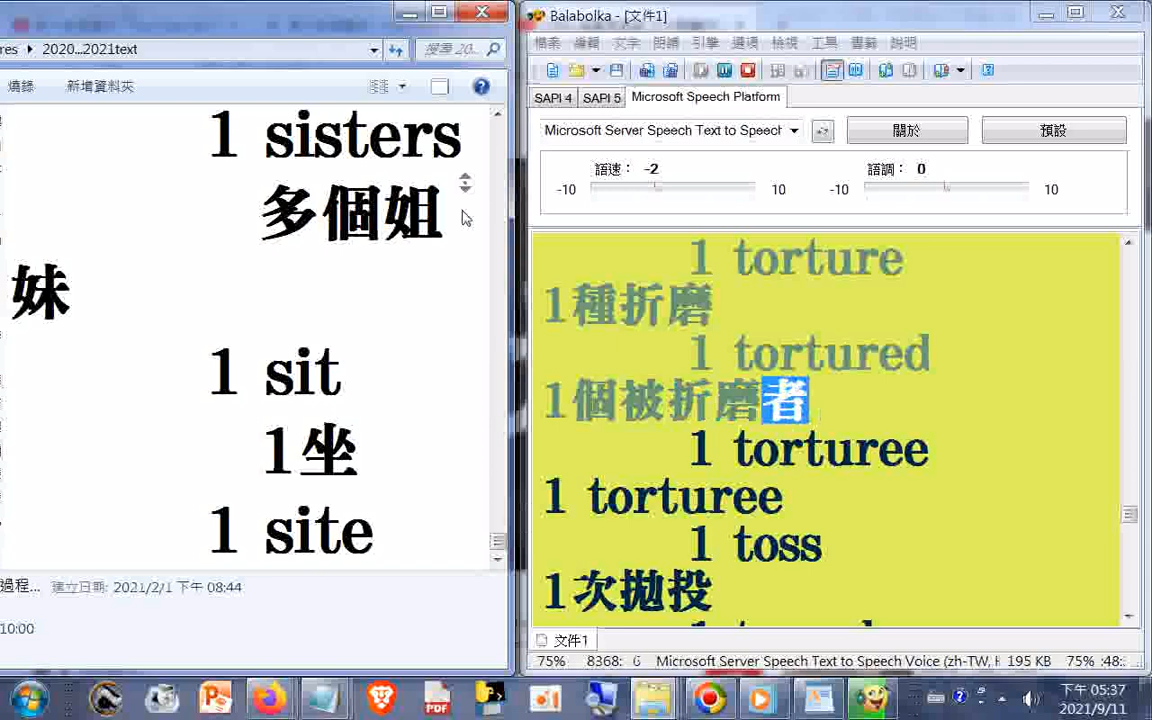 res ▸ 2020...2021text
搜尋 20...
燒錄 新增資料夾
1 sisters
多個姐
妹
1 sit
1坐
1 site
過程... 建立日期: 2021/2/1 下午 08:44
10:00
Balabolka - [文件1]
檔案 編輯 文字 朗讀 引擎 選項 檢視 工具 書籤 說明
SAPI 4 SAPI 5 Microsoft Speech Platform
Microsoft Server Speech Text to Speech 關於 預設
語速： -2 語調： 0
-10 10 -10 10
1 torture
1種折磨
1 tortured
1個被折磨者
1 torturee
1 torturee
1 toss
1次拋投
文件1
75% 8368: 6 Microsoft Server Speech Text to Speech Voice (zh-TW, H 195 KB 75%
PDF
下午 05:37
2021/9/11